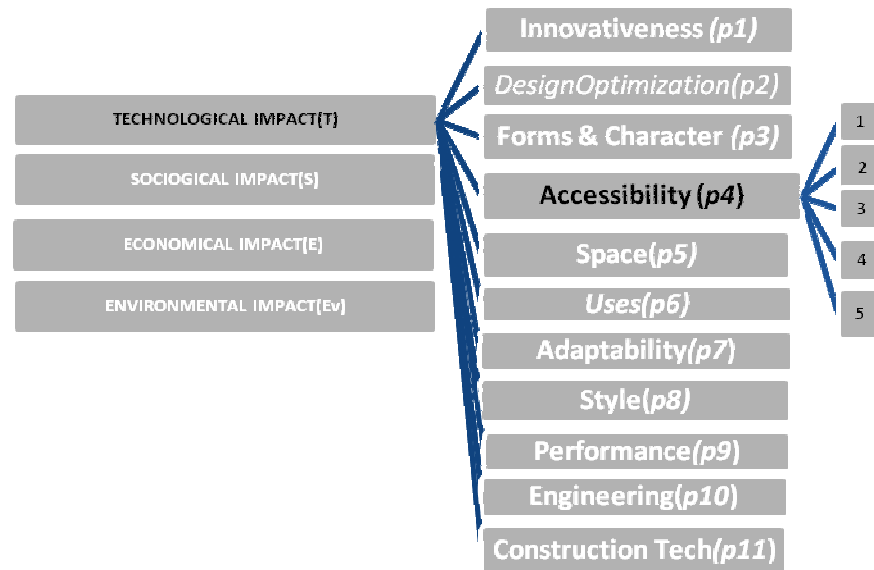 TECHNOLOGICAL IMPACT(T)
SOCIOGICAL IMPACT(S)
ECONOMICAL IMPACT(E)
ENVIRONMENTAL IMPACT(Ev)
Innovativeness (p1)
DesignOptimization(p2)
Forms & Character (p3)
Accessibility (p4)
Space(p5)
Uses(p6)
Adaptability(p7)
Style(p8)
Performance(p9)
Engineering(p10)
Construction Tech(p11)
1
2
3
4
5